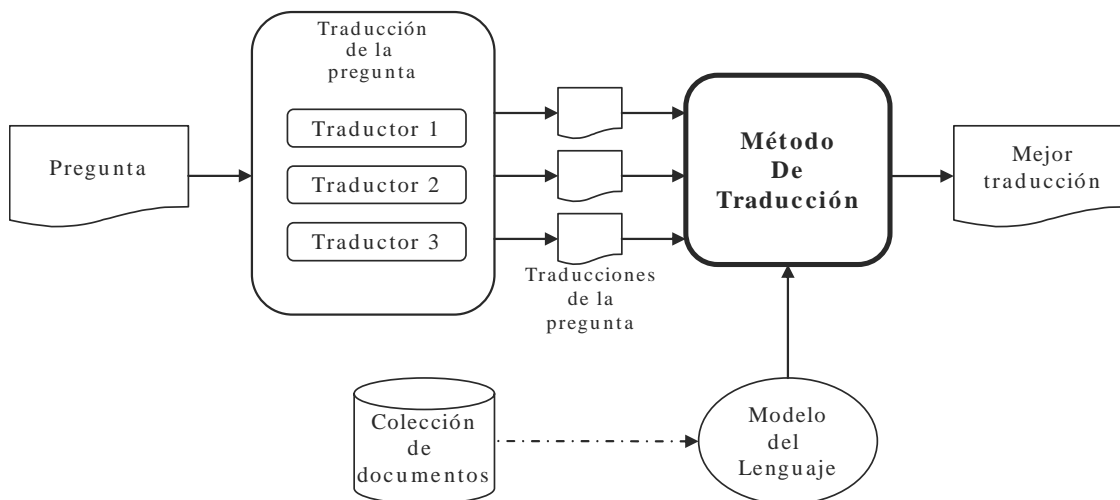 Traducción
de la
pregunta
Traductor 1
Traductor 2
Traductor 3
Pregunta
Traducciones
de la
pregunta
Método
De
Traducción
Mejor
traducción
Colección
de
documentos
Modelo
del
Lenguaje